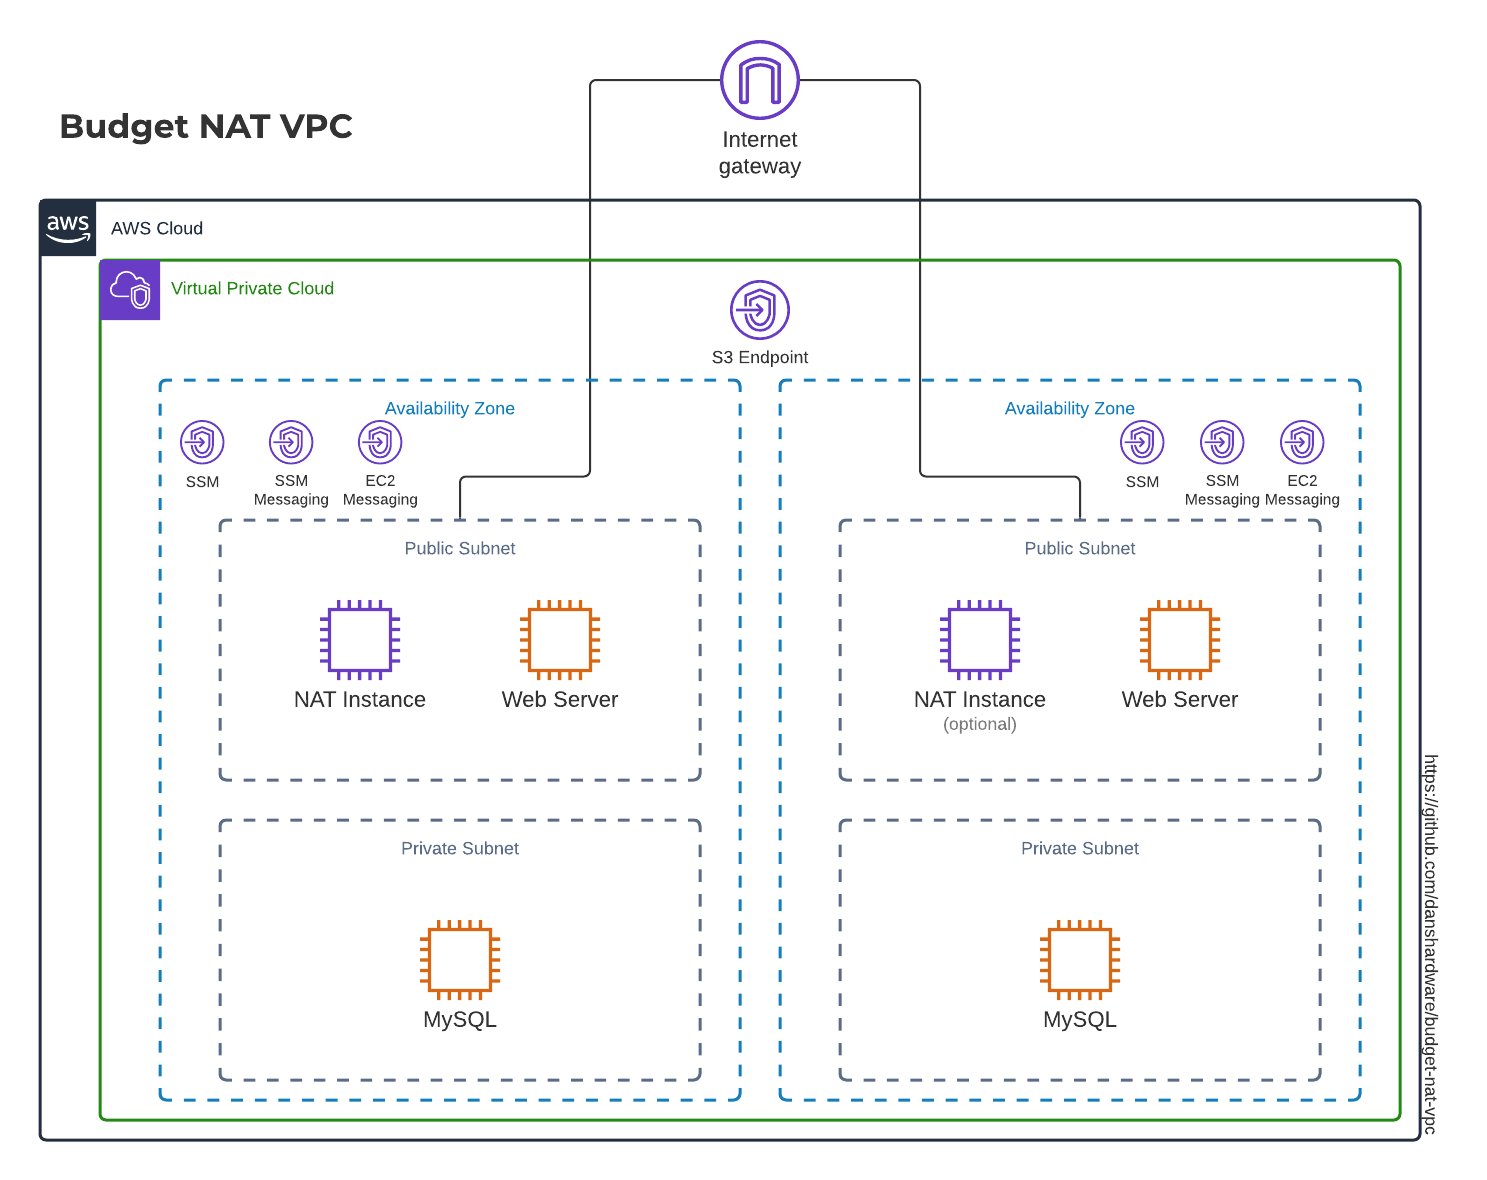 Internet
gateway
Budget NAT VPC
aws
AWS Cloud
Virtual Private Cloud
S3 Endpoint
Availability Zone
SSM
SSM
Messaging
EC2
Messaging
Public Subnet
NAT Instance
Web Server
Private Subnet
MySQL
Availability Zone
SSM
SSM
Messaging
EC2
Messaging
Public Subnet
NAT Instance
(optional)
Web Server
Private Subnet
MySQL
https://github.com/danshardware/budget-nat-vpc